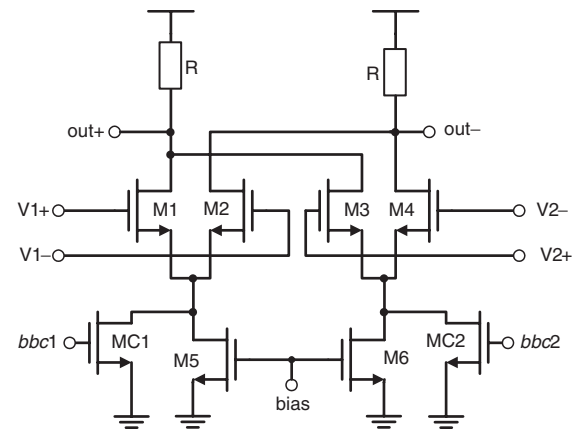 R
R
out+
out−
V1+
M1
M2
M3
M4
V2−
V1−
V2+
bbc1
MC1
M5
M6
MC2
bbc2
bias